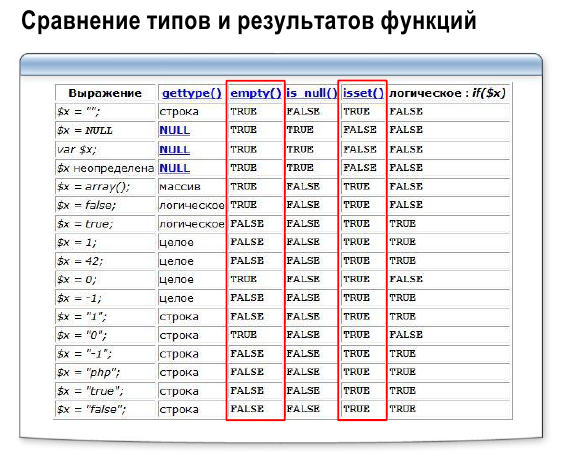 Сравнение типов и результатов функций
Выражение gettype() empty() is_null() isset() логическое : if($x)
$x = ""; строка TRUE FALSE TRUE FALSE
$x = NULL NULL TRUE TRUE FALSE FALSE
var $x; NULL TRUE TRUE FALSE FALSE
$x неопределена NULL TRUE TRUE FALSE FALSE
$x = array(); массив TRUE FALSE TRUE FALSE
$x = false; логическое TRUE FALSE TRUE FALSE
$x = true; логическое FALSE FALSE TRUE TRUE
$x = 1; целое FALSE FALSE TRUE TRUE
$x = 42; целое FALSE FALSE TRUE TRUE
$x = 0; целое TRUE FALSE TRUE FALSE
$x = -1; целое FALSE FALSE TRUE TRUE
$x = "1"; строка FALSE FALSE TRUE TRUE
$x = "0"; строка TRUE FALSE TRUE FALSE
$x = "-1"; строка FALSE FALSE TRUE TRUE
$x = "php"; строка FALSE FALSE TRUE TRUE
$x = "true"; строка FALSE FALSE TRUE TRUE
$x = "false"; строка FALSE FALSE TRUE TRUE